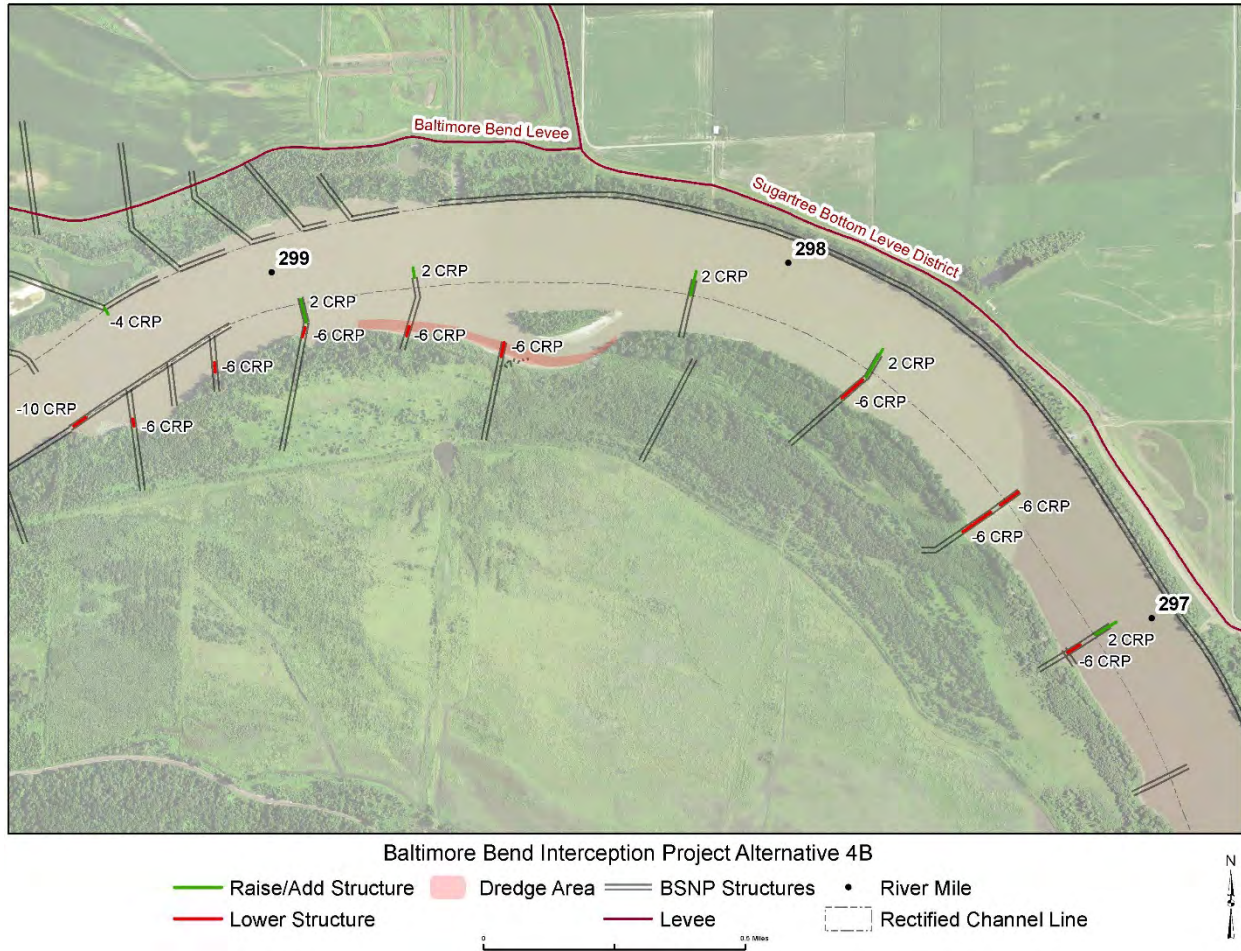 Baltimore Bend Levee
Sugartree Bottom Levee District
298
299
2 CRP
2 CRP
2 CRP
-4 CRP
-6 CRP
-6 CRP
-6 CRP
-6 CRP
2 CRP
-6 CRP
-10 CRP
-6 CRP
-6 CRP
-6 CRP
297
2 CRP
-6 CRP
Baltimore Bend Interception Project Alternative 4B
Raise/Add Structure
Dredge Area
BSNP Structures
River Mile
Lower Structure
Levee
Rectified Channel Line
N
0
0.5 Miles